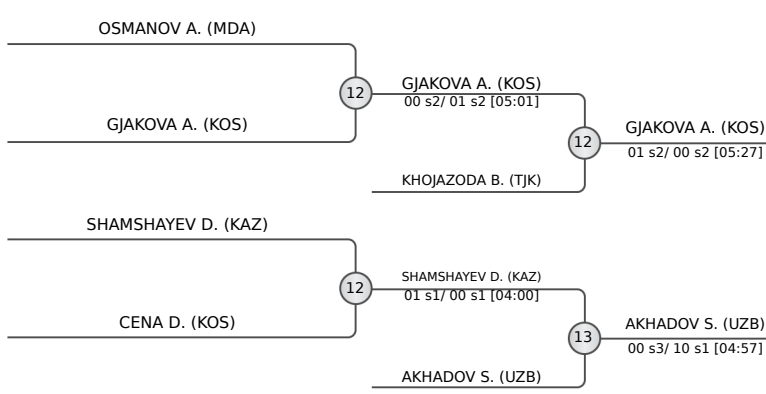 OSMANOV A. (MDA)
12
GJAKOVA A. (KOS)
GJAKOVA A. (KOS)
00 s2/ 01 s2 [05:01]
12
KHOJAZODA B. (TJK)
GJAKOVA A. (KOS)
01 s2/ 00 s2 [05:27]
SHAMSHAYEV D. (KAZ)
12
CENA D. (KOS)
SHAMSHAYEV D. (KAZ)
01 s1/ 00 s1 [04:00]
13
AKHADOV S. (UZB)
AKHADOV S. (UZB)
00 s3/ 10 s1 [04:57]